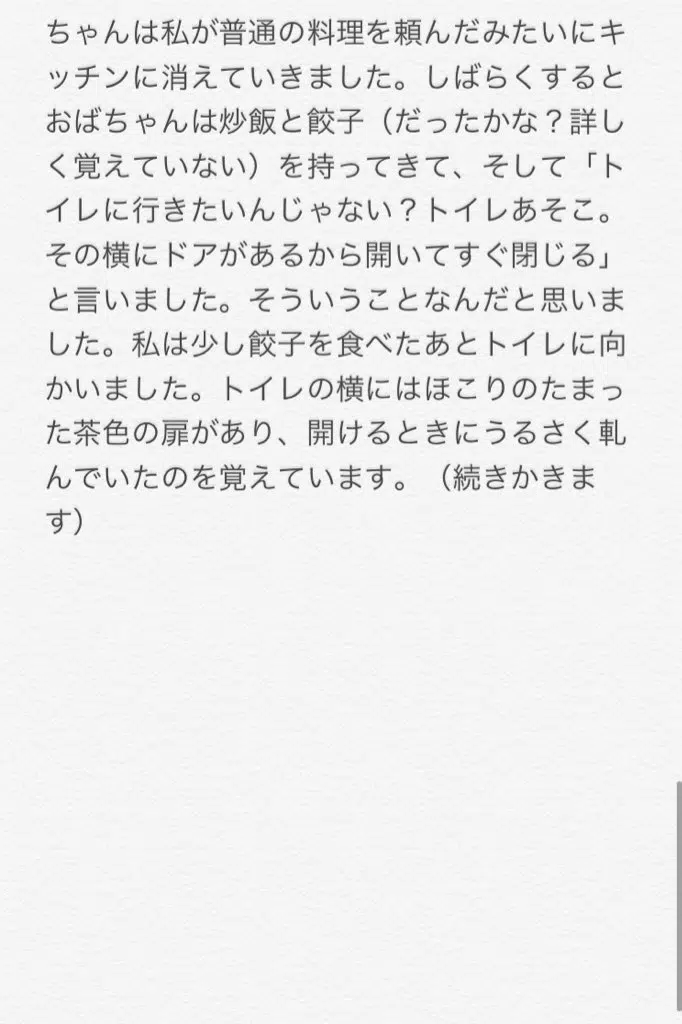 ちゃんは私が普通の料理を頼んだみたいにキ
ッチンに消えていきました。しばらくすると
おばちゃんは炒飯と餃子（だったかな？詳し
く覚えていない）を持ってきて、そして「ト
イレに行きたいんじゃない？トイレあそこ。
その横にドアがあるから開いてすぐ閉じる」
と言いました。そういうことなんだと思いま
した。私は少し餃子を食べたあとトイレに向
かいました。トイレの横にはほこりのたまっ
た茶色の扉があり、開けるときにうるさく軋
んでいたのを覚えています。（続きかきま
す）